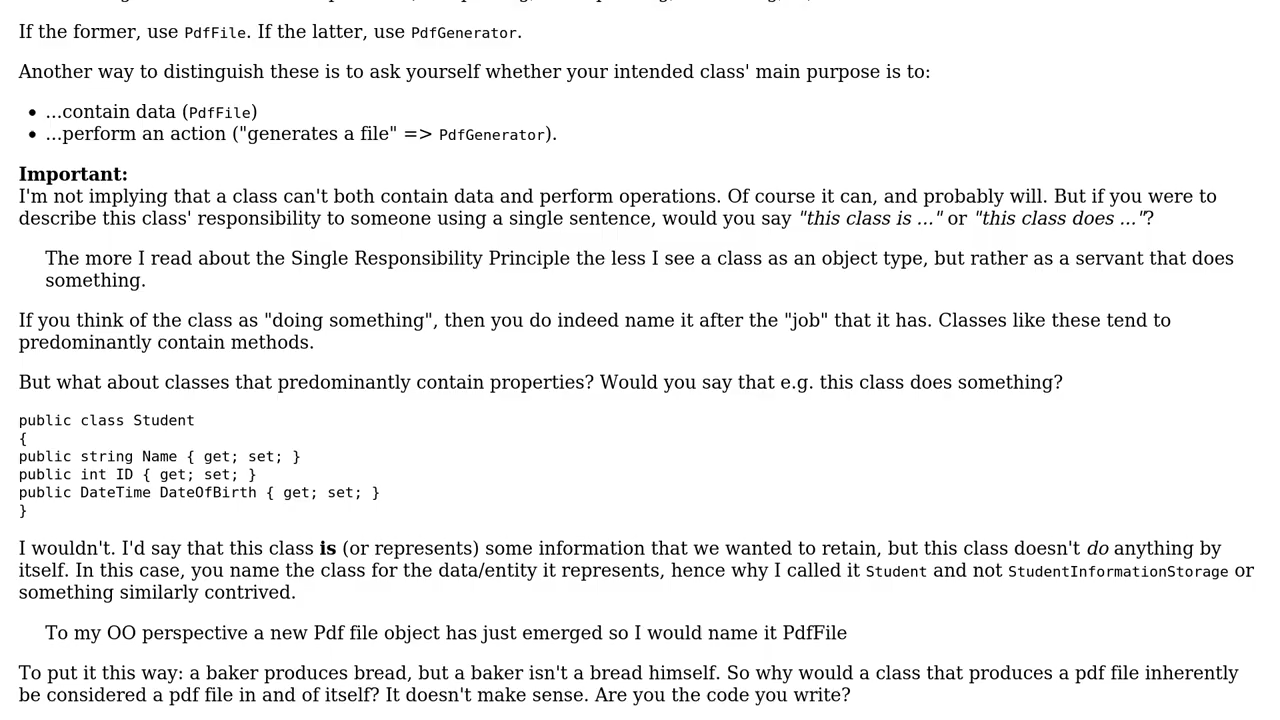 If the former, use PdfFile. If the latter, use PdfGenerator.
Another way to distinguish these is to ask yourself whether your intended class' main purpose is to:
• ...contain data (PdfFile)
• ...perform an action ("generates a file" => PdfGenerator).
Important:
I'm not implying that a class can't both contain data and perform operations. Of course it can, and probably will. But if you were to
describe this class' responsibility to someone using a single sentence, would you say "this class is ..." or "this class does ..."?
The more I read about the Single Responsibility Principle the less I see a class as an object type, but rather as a servant that does
something.
If you think of the class as "doing something", then you do indeed name it after the "job" that it has. Classes like these tend to
predominantly contain methods.
But what about classes that predominantly contain properties? Would you say that e.g. this class does something?
public class Student
{
public string Name { get; set; }
public int ID { get; set; }
public DateTime DateOfBirth { get; set; }
}
I wouldn't. I'd say that this class is (or represents) some information that we wanted to retain, but this class doesn't do anything by
itself. In this case, you name the class for the data/entity it represents, hence why I called it Student and not StudentInformationStorage or
something similarly contrived.
To my OO perspective a new Pdf file object has just emerged so I would name it PdfFile
To put it this way: a baker produces bread, but a baker isn't a bread himself. So why would a class that produces a pdf file inherently
be considered a pdf file in and of itself? It doesn't make sense. Are you the code you write?